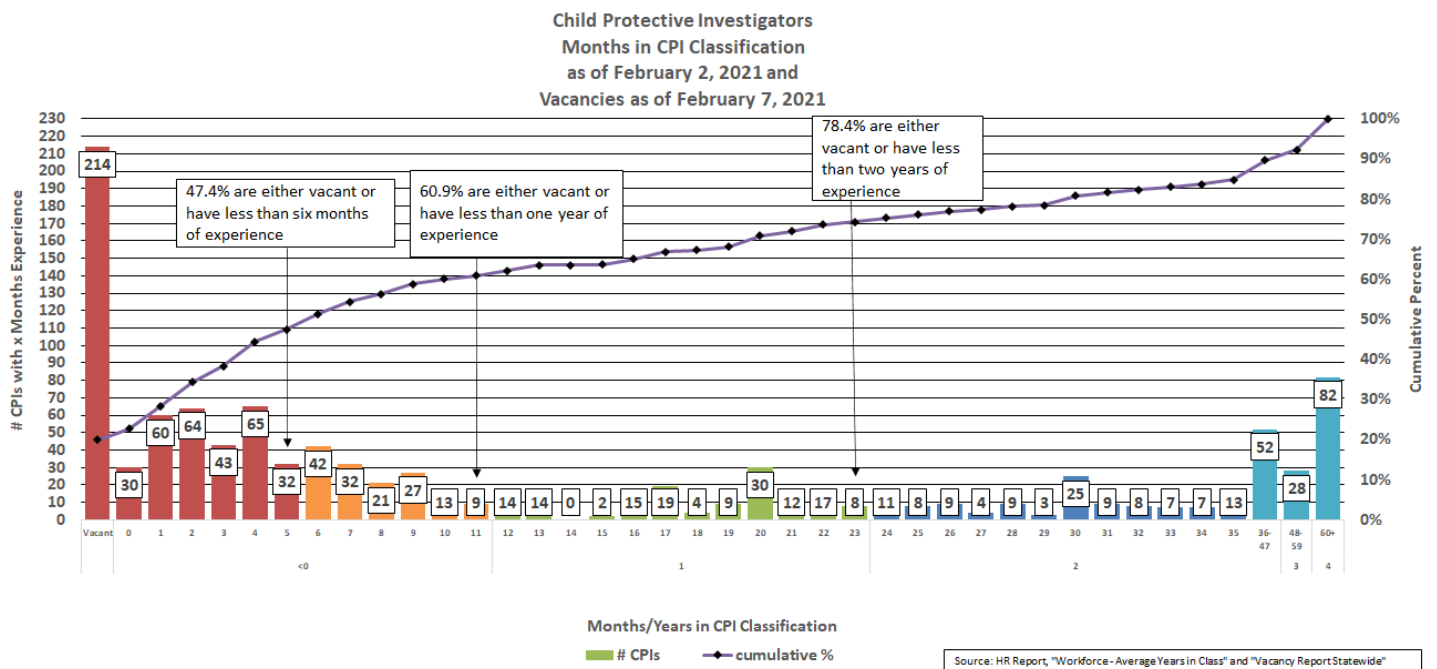 Child Protective Investigators
Months in CPI Classification
as of February 2, 2021 and
Vacancies as of February 7, 2021
# CPIs with x Months Experience
230
220
210
200
190
180
170
160
150
140
130
120
110
100
90
80
70
60
50
40
30
20
10
0
100%
90%
80%
70%
60%
50%
40%
30%
20%
10%
0%
Cumulative Percent
47.4% are either vacant or
have less than six months
of experience
60.9% are either vacant or
have less than one year of
experience
78.4% are either
vacant or have less
than two years of
experience
214 30 60 64 43 65 32 42 32 21 27 13 9 14 14 0 2 15 19 4 9 30 12 17 8 11 8 9 4 9 3 25 9 8 7 7 13 52 28 82
Vacant 0 1 2 3 4 5 6 7 8 9 10 11 12 13 14 15 16 17 18 19 20 21 22 23 24 25 26 27 28 29 30 31 32 33 34 35 36-47 48-59 60+
<0 1 2 3 4
Months/Years in CPI Classification
# CPIs cumulative %
Source: HR Report, "Workforce - Average Years in Class" and "Vacancy Report Statewide"